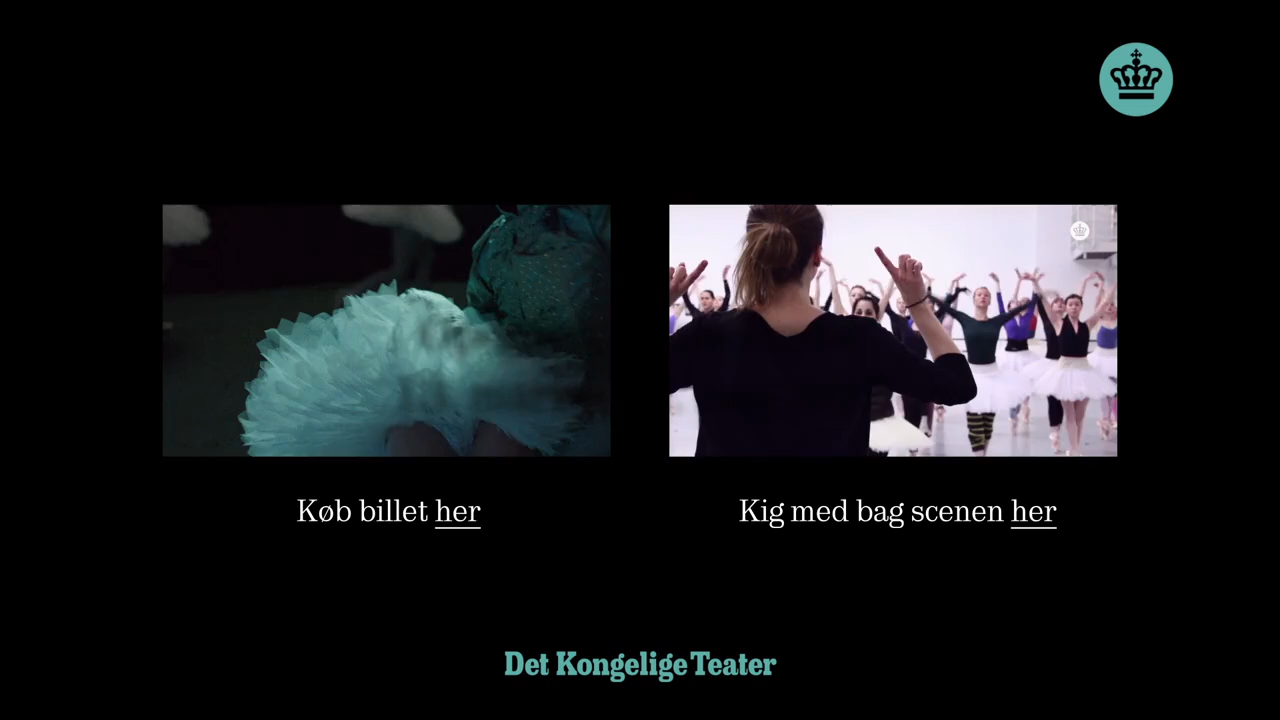 Køb billet her
Kig med bag scenen her
Det Kongelige Teater